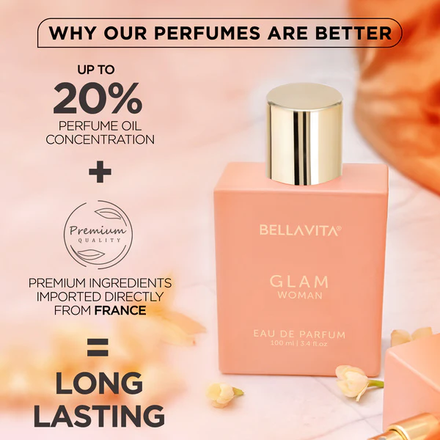 WHY OUR PERFUMES ARE BETTER
UP TO
20%
PERFUME OIL
CONCENTRATION
+
Premium
QUALITY
PREMIUM INGREDIENTS
IMPORTED DIRECTLY
FROM FRANCE
=
LONG
LASTING
BELLAVITA®
GLAM
WOMAN
EAU DE PARFUM
100 ml / 3.4 fl oz